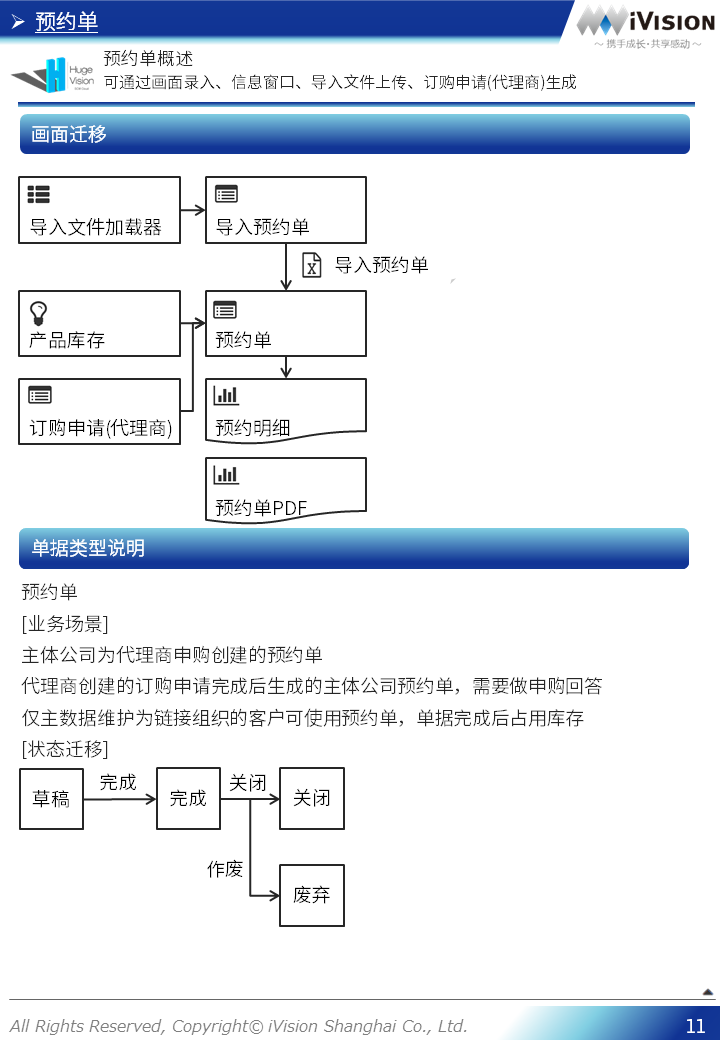 预约单
iVISION
～ 携手成长·共享感动 ～
Huge
Vision
预约单概述
可通过画面录入、信息窗口、导入文件上传、订购申请(代理商)生成
画面迁移
导入文件加载器
导入预约单
导入预约单
产品库存
预约单
订购申请(代理商)
预约明细
预约单PDF
单据类型说明
预约单
[业务场景]
主体公司为代理商申购创建的预约单
代理商创建的订购申请完成后生成的主体公司预约单，需要做申购回答
仅主数据维护为链接组织的客户可使用预约单，单据完成后占用库存
[状态迁移]
草稿
完成
完成
关闭
关闭
作废
废弃
All Rights Reserved, Copyright© iVision Shanghai Co., Ltd.
11